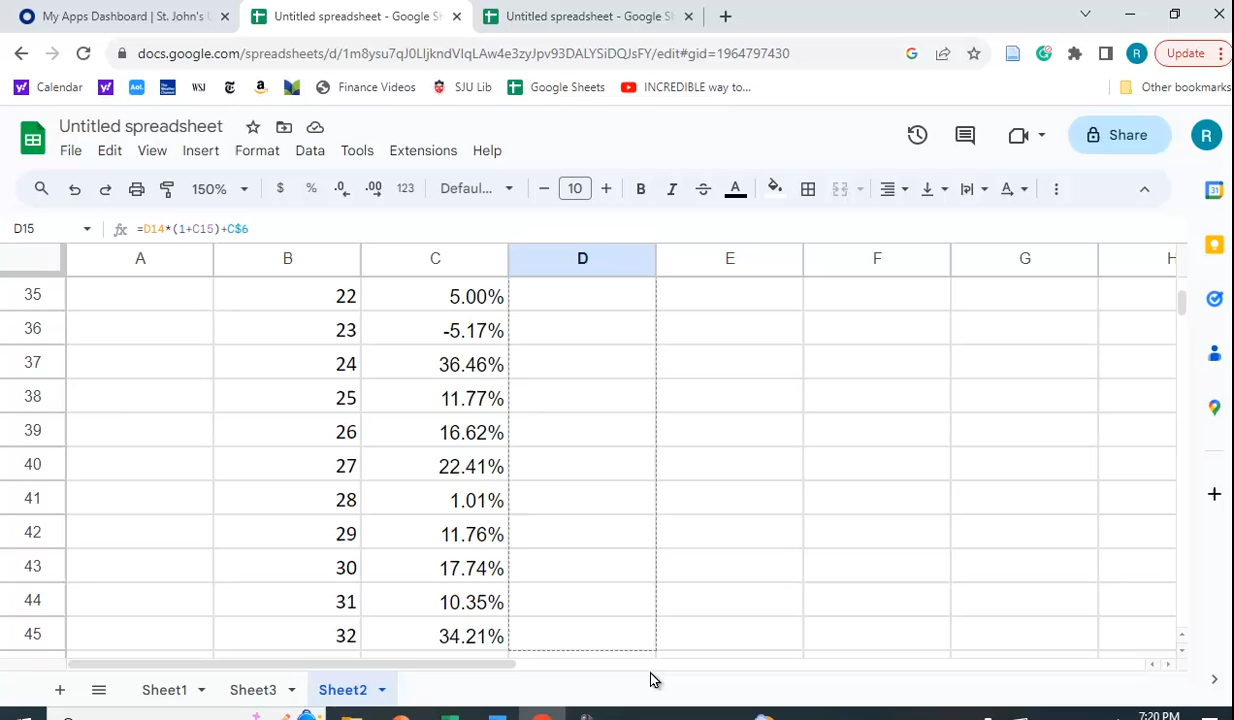 My Apps Dashboard | St. John's U
Untitled spreadsheet - Google Sh
Untitled spreadsheet - Google Sh
docs.google.com/spreadsheets/d/1m8ysu7qJ0LIjkndVIqLAw4e3zyJpv93DALYSiDQJsFY/edit#gid=1964797430
Update
Calendar
Aol.
WSJ
Finance Videos
SJU Lib
Google Sheets
INCREDIBLE way to...
Other bookmarks
Untitled spreadsheet
Share
R
File Edit View Insert Format Data Tools Extensions Help
150% $ % .0 .00 123 Defaul... 10 B I A
D15 fx =D14*(1+C15)+C$6
A B C D E F G H
35 22 5.00%
36 23 -5.17%
37 24 36.46%
38 25 11.77%
39 26 16.62%
40 27 22.41%
41 28 1.01%
42 29 11.76%
43 30 17.74%
44 31 10.35%
45 32 34.21%
Sheet1 Sheet3 Sheet2
7:20 PM